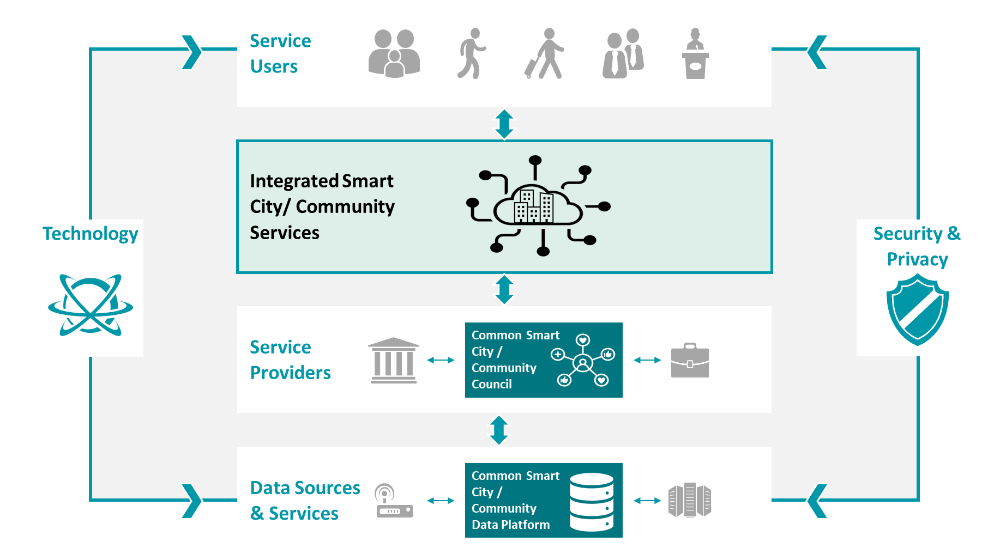 Service
Users
Integrated Smart
City/ Community
Services
Technology
Security &
Privacy
Service
Providers
Common Smart
City /
Community
Council
Data Sources
& Services
Common Smart
City /
Community
Data Platform